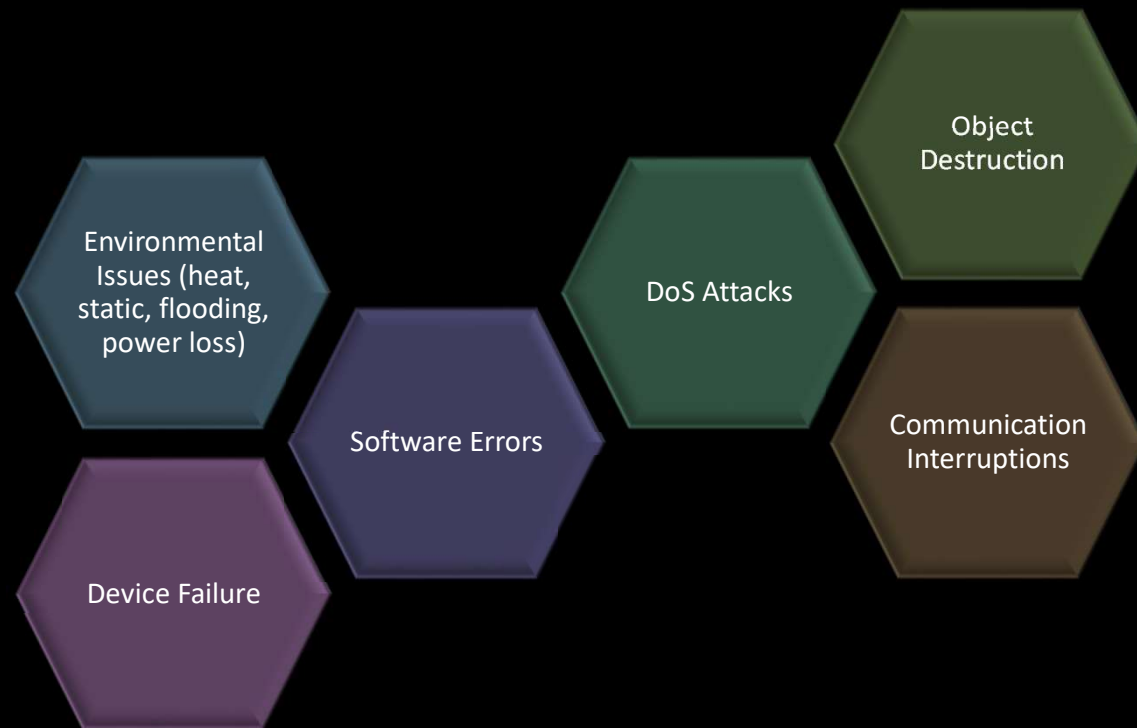 Environmental
Issues (heat,
static, flooding,
power loss)
Device Failure
Software Errors
DoS Attacks
Object
Destruction
Communication
Interruptions